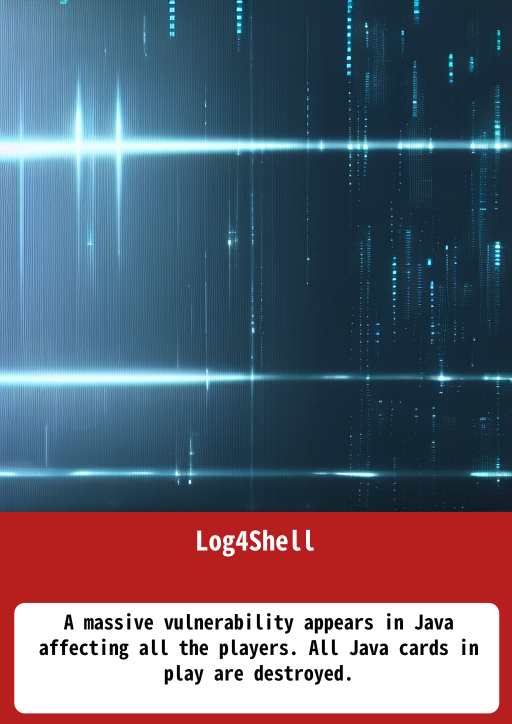 Log4Shell
A massive vulnerability appears in Java
affecting all the players. All Java cards in
play are destroyed.